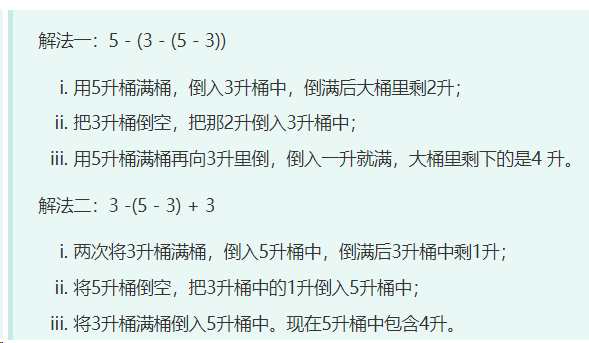 解法一：5 - (3 - (5 - 3))
i. 用5升桶满桶，倒入3升桶中，倒满后大桶里剩2升；
ii. 把3升桶倒空，把那2升倒入3升桶中；
iii. 用5升桶满桶再向3升里倒，倒入一升就满，大桶里剩下的是4 升。
解法二：3 -(5 - 3) + 3
i. 两次将3升桶满桶，倒入5升桶中，倒满后3升桶中剩1升；
ii. 将5升桶倒空，把3升桶中的1升倒入5升桶中；
iii. 将3升桶满桶倒入5升桶中。现在5升桶中包含4升。